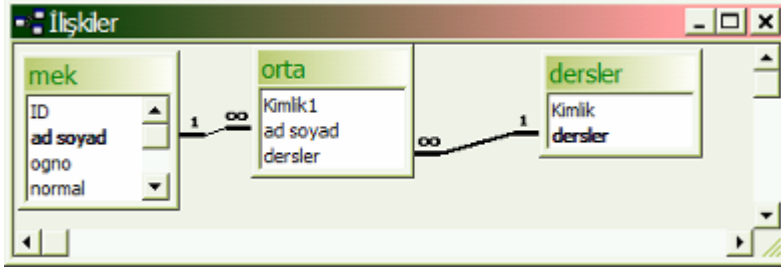 İlişkiler
mek
ID
ad soyad
ogno
normal
1
∞
orta
Kimlik1
ad soyad
dersler
∞
1
dersler
Kimlik
dersler